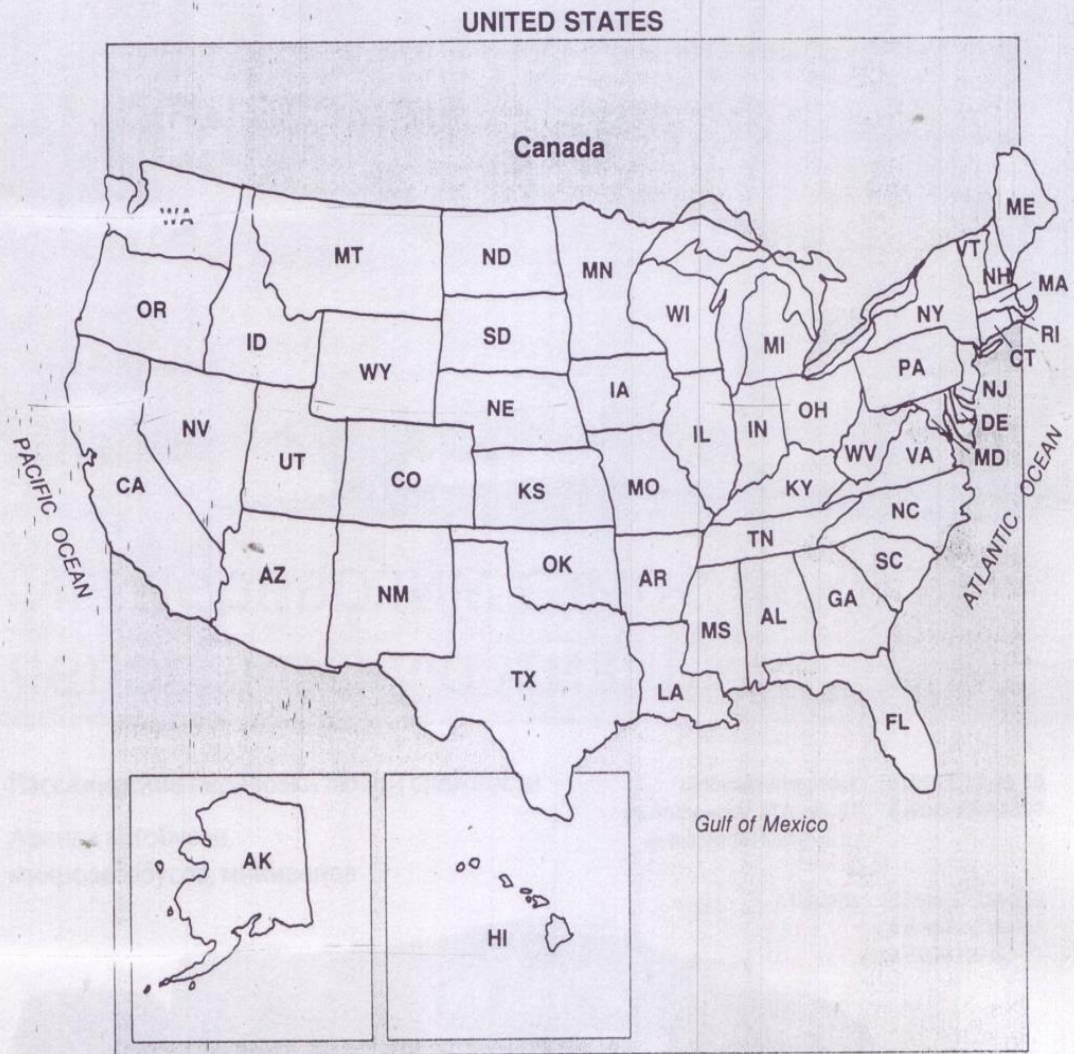 UNITED STATES
Canada
WA
MT
ND
MN
ME
VT
NH
MA
OR
ID
SD
WI
NY
RI
MI
CT
WY
PA
IA
NJ
NE
OH
DE
NV
IL
IN
UT
WV
VA
MD
CO
CA
KS
MO
KY
PACIFIC OCEAN
ATLANTIC OCEAN
NC
TN
OK
SC
AZ
AR
NM
GA
AL
MS
TX
LA
FL
Gulf of Mexico
AK
HI